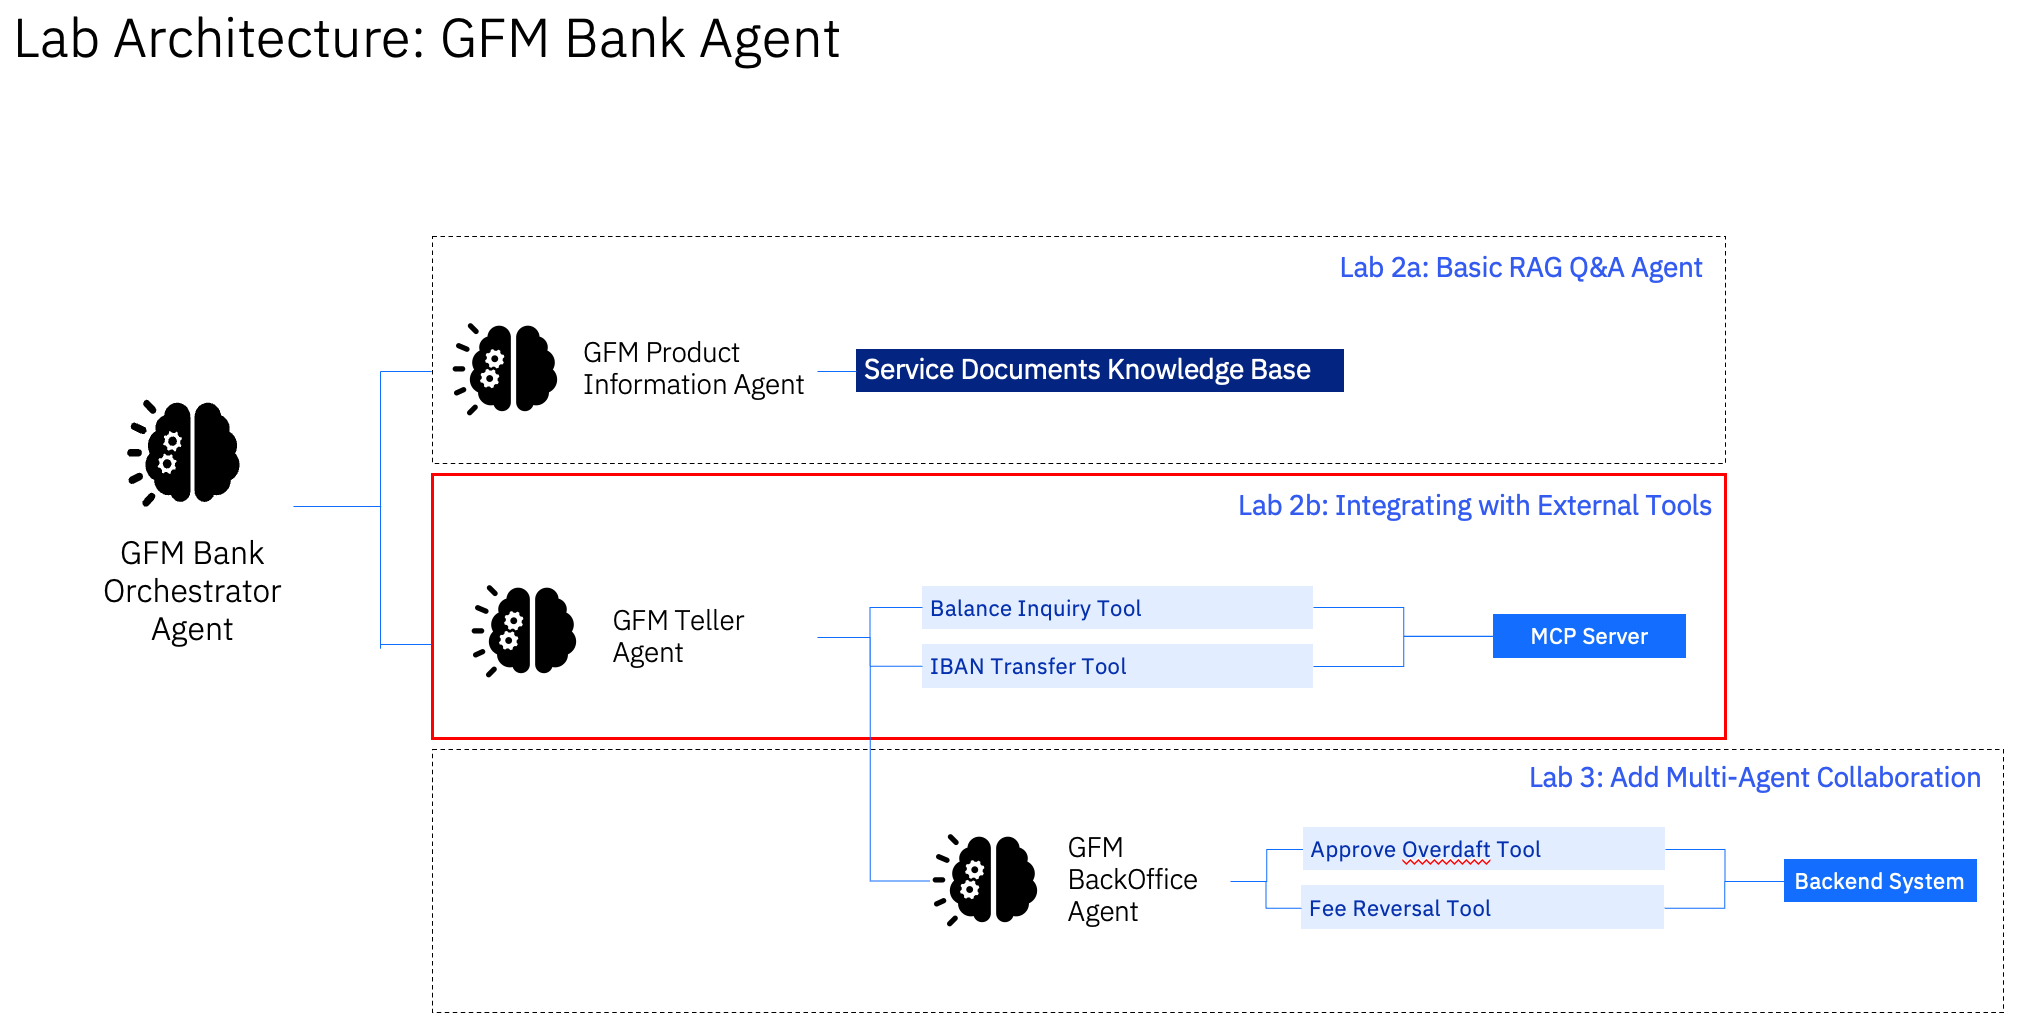 Lab Architecture: GFM Bank Agent
Lab 2a: Basic RAG Q&A Agent
GFM Product
Information Agent
Service Documents Knowledge Base
GFM Bank
Orchestrator
Agent
Lab 2b: Integrating with External Tools
GFM Teller
Agent
Balance Inquiry Tool
IBAN Transfer Tool
MCP Server
Lab 3: Add Multi-Agent Collaboration
GFM
BackOffice
Agent
Approve Overdaft Tool
Fee Reversal Tool
Backend System